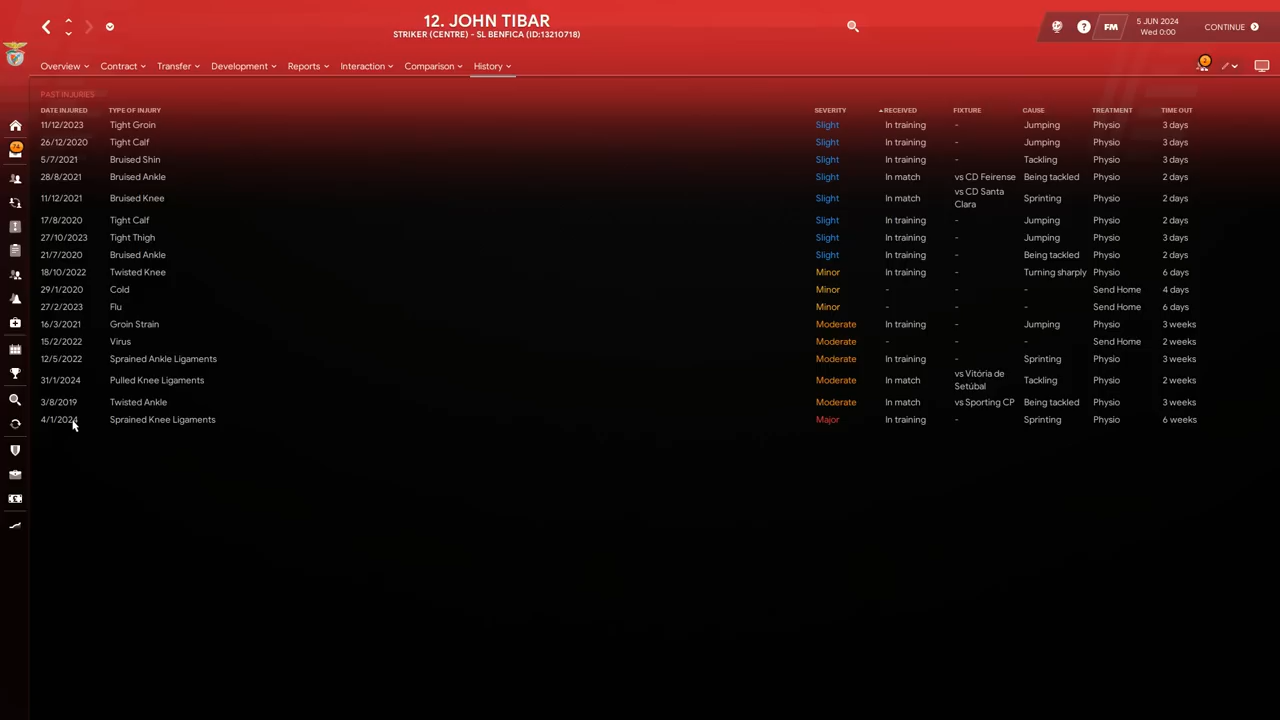 12. JOHN TIBAR
STRIKER (CENTRE) - SL BENFICA (ID:13210718)
FM
5 JUN 2024
Wed 0:00
CONTINUE
Overview Contract Transfer Development Reports Interaction Comparison History
2
74
PAST INJURIES
DATE INJURED TYPE OF INJURY SEVERITY RECEIVED FIXTURE CAUSE TREATMENT TIME OUT
11/12/2023 Tight Groin Slight In training - Jumping Physio 3 days
26/12/2020 Tight Calf Slight In training - Jumping Physio 3 days
5/7/2021 Bruised Shin Slight In training - Tackling Physio 3 days
28/8/2021 Bruised Ankle Slight In match vs CD Feirense Being tackled Physio 2 days
11/12/2021 Bruised Knee Slight In match vs CD Santa Clara Sprinting Physio 2 days
17/8/2020 Tight Calf Slight In training - Jumping Physio 2 days
27/10/2023 Tight Thigh Slight In training - Jumping Physio 3 days
21/7/2020 Bruised Ankle Slight In training - Being tackled Physio 2 days
18/10/2022 Twisted Knee Minor In training - Turning sharply Physio 6 days
29/1/2020 Cold Minor - - - Send Home 4 days
27/2/2023 Flu Minor - - - Send Home 6 days
16/3/2021 Groin Strain Moderate In training - Jumping Physio 3 weeks
15/2/2022 Virus Moderate - - - Send Home 2 weeks
12/5/2022 Sprained Ankle Ligaments Moderate In training - Sprinting Physio 3 weeks
31/1/2024 Pulled Knee Ligaments Moderate In match vs Vitória de Setúbal Tackling Physio 2 weeks
3/8/2019 Twisted Ankle Moderate In match vs Sporting CP Being tackled Physio 3 weeks
4/1/2024 Sprained Knee Ligaments Major In training - Sprinting Physio 6 weeks